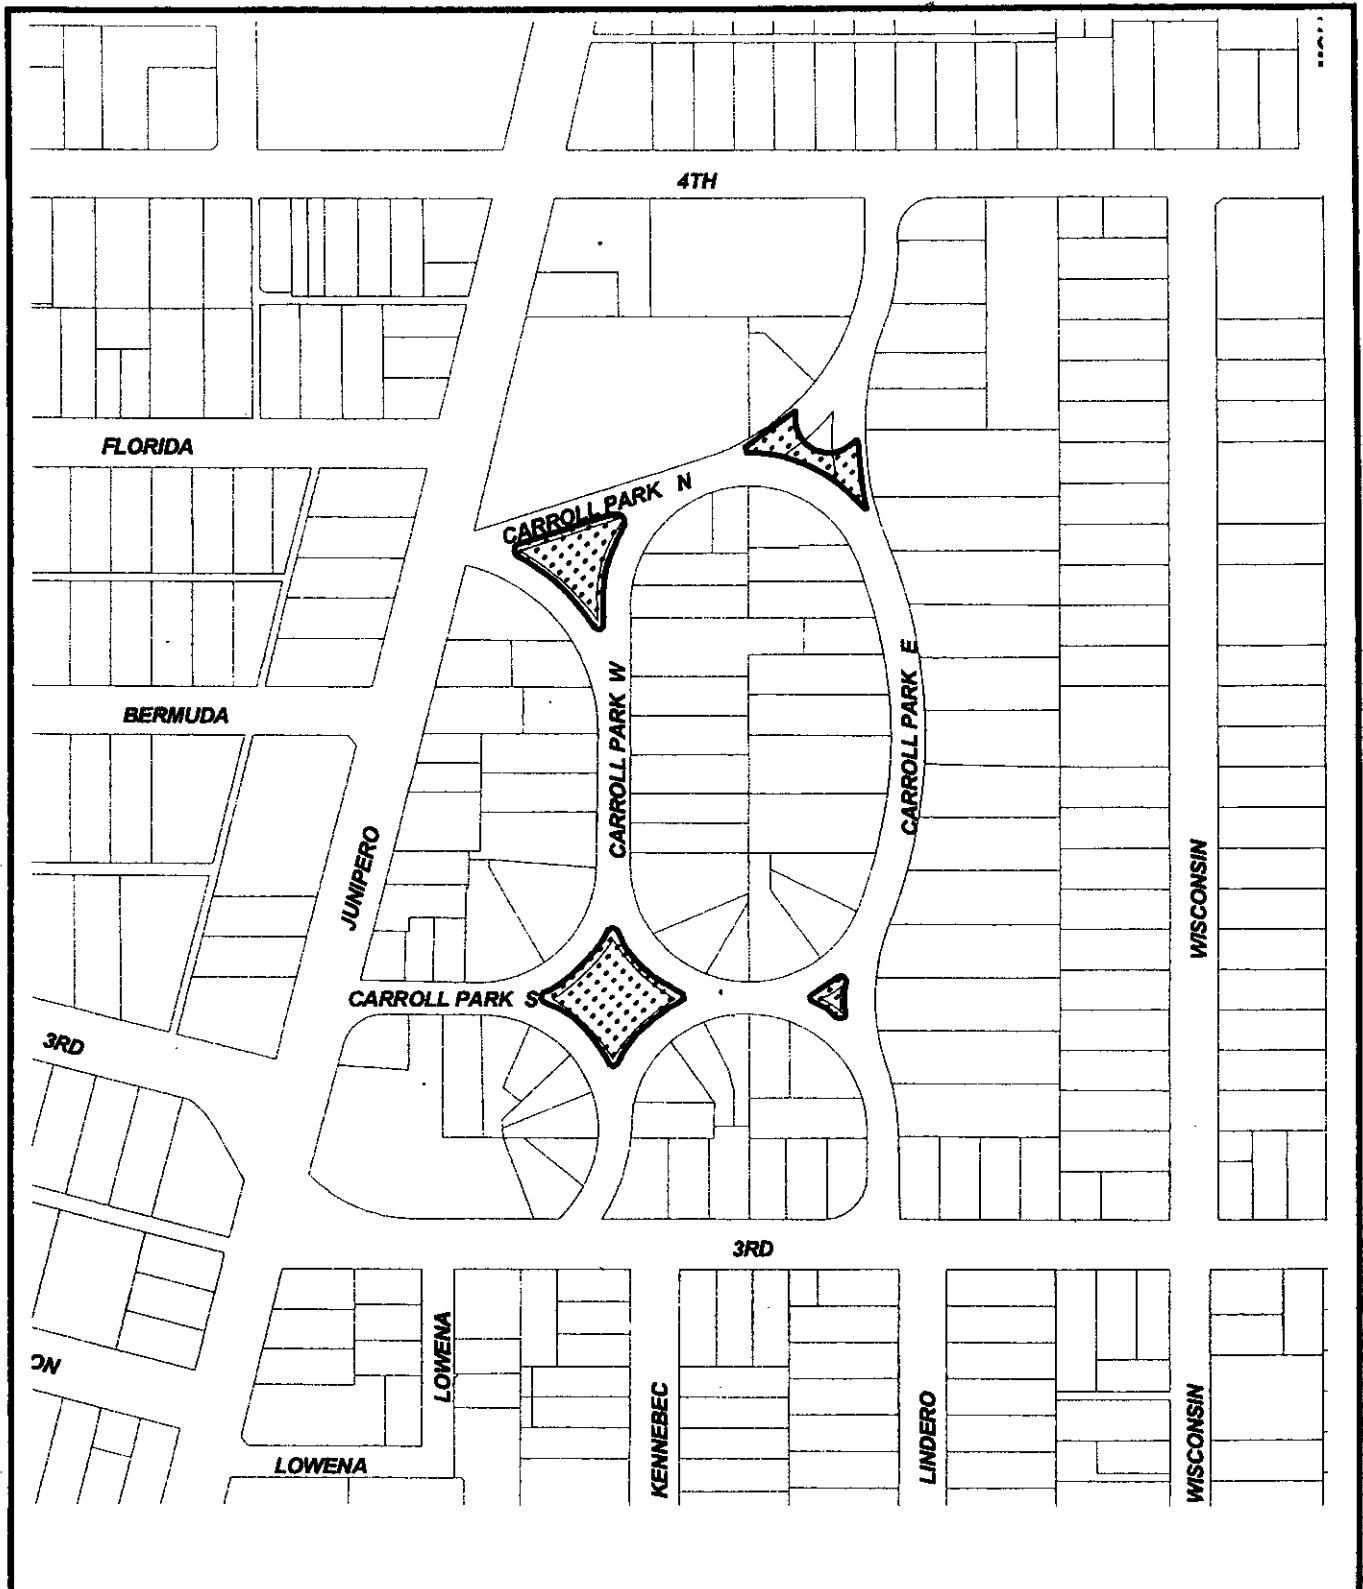 4TH
FLORIDA
CARROLL PARK N
BERMUDA
CARROLL PARK W
CARROLL PARK E
JUNIPERO
WISCONSIN
CARROLL PARK S
3RD
3RD
LOWENA
KENNEBEC
LINDERO
WISCONSIN
LOWENA